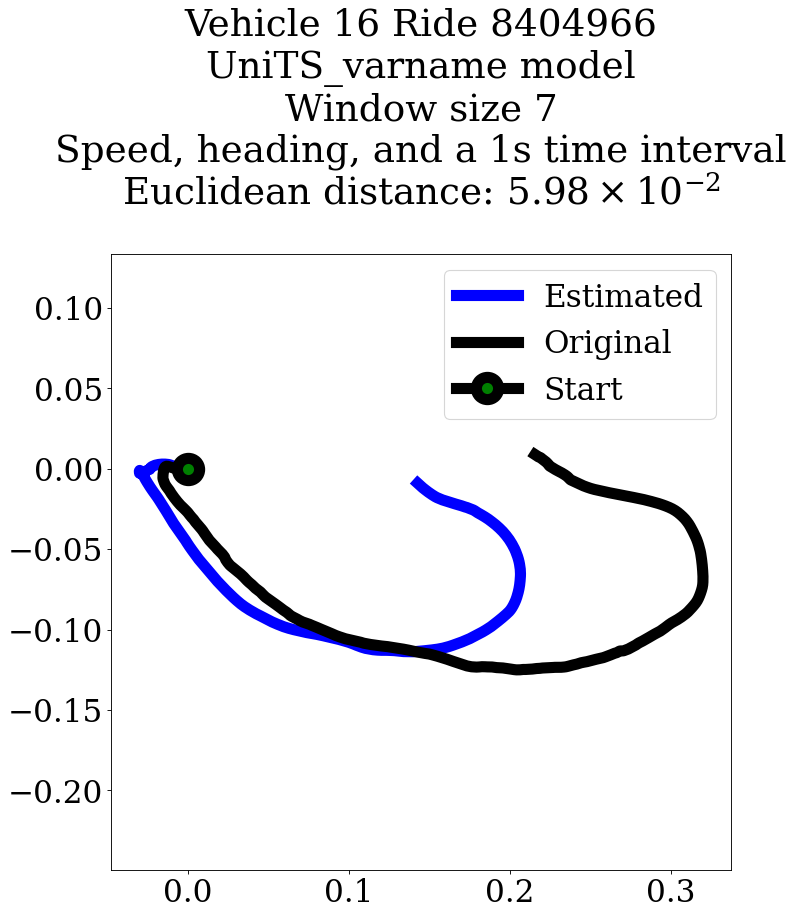 Vehicle 16 Ride 8404966
UniTS_varname model
Window size 7
Speed, heading, and a 1s time interval
Euclidean distance: 5.98 × 10⁻²
Estimated
Original
Start
0.10
0.05
0.00
−0.05
−0.10
−0.15
−0.20
0.0 0.1 0.2 0.3